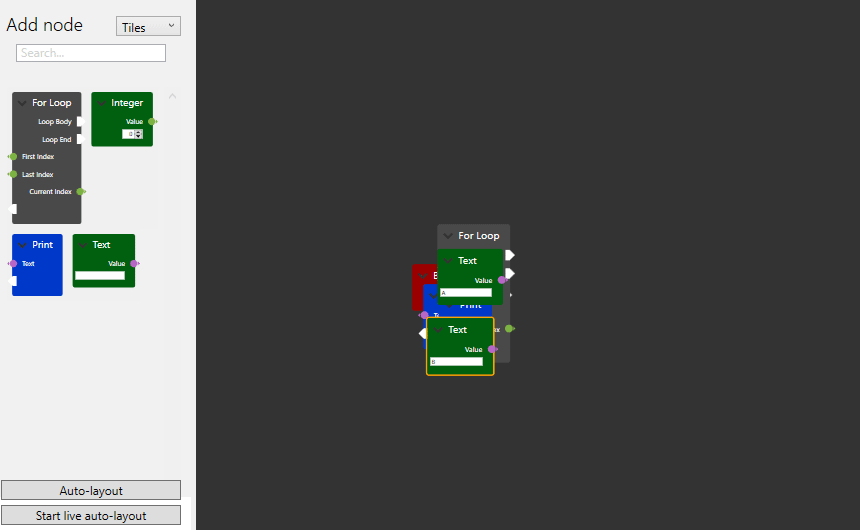 Add node
Tiles
Search...
For Loop
Loop Body
Loop End
First Index
Last Index
Current Index
Integer
Value
0
Print
Text
Text
Value
For Loop
Text
Value
A
Print
Text
Value
B
Auto-layout
Start live auto-layout